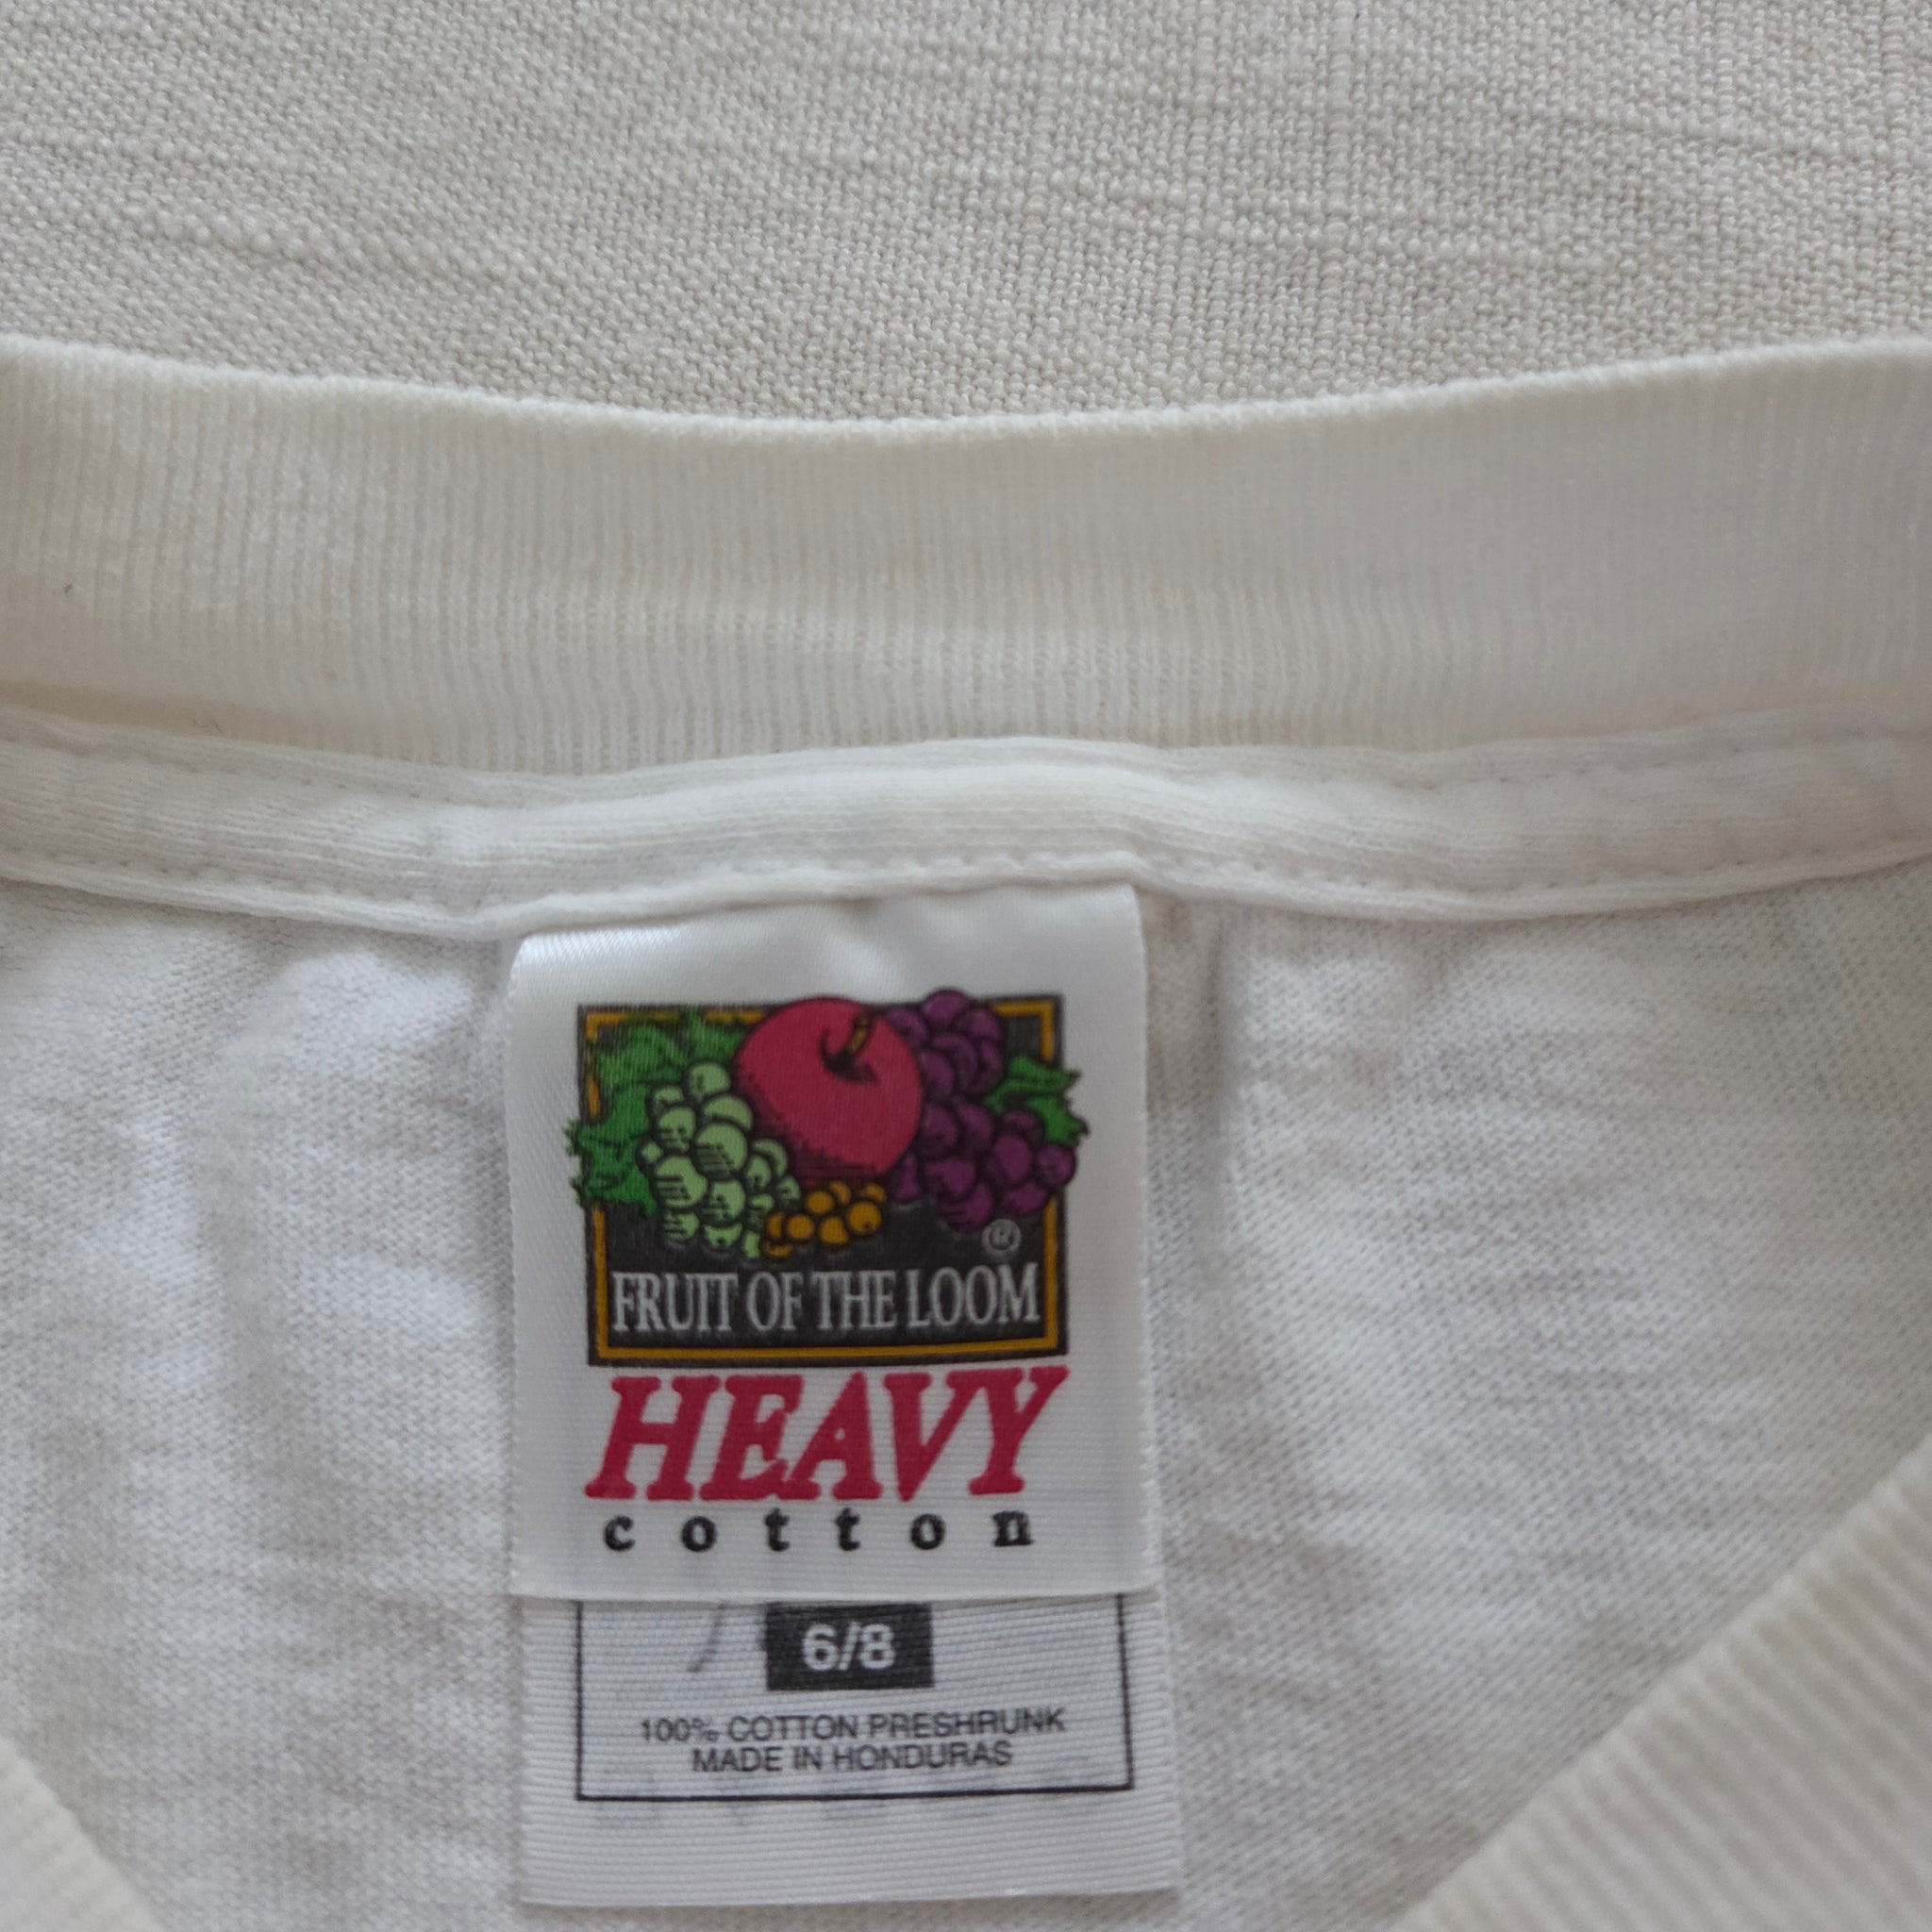 ®
FRUIT OF THE LOOM
HEAVY
cotton
6/8
100% COTTON PRESHRUNK
MADE IN HONDURAS